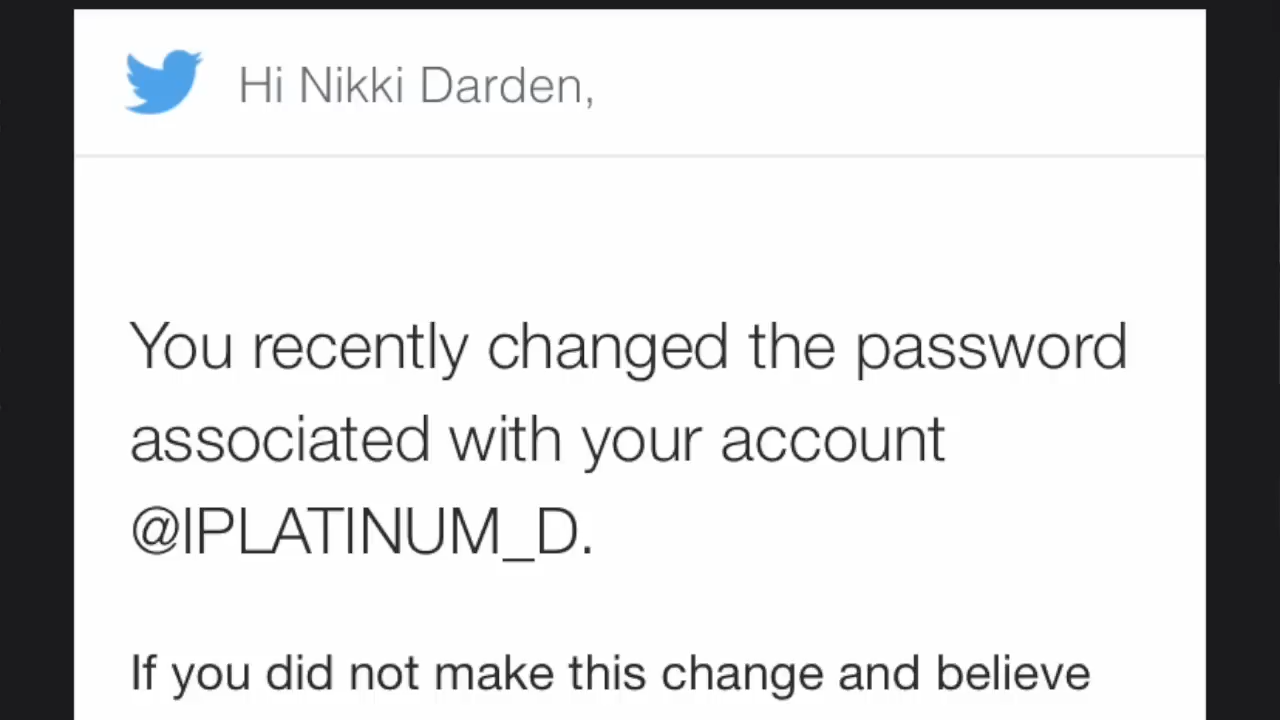 Hi Nikki Darden,
You recently changed the password
associated with your account
@IPLATINUM_D.
If you did not make this change and believe